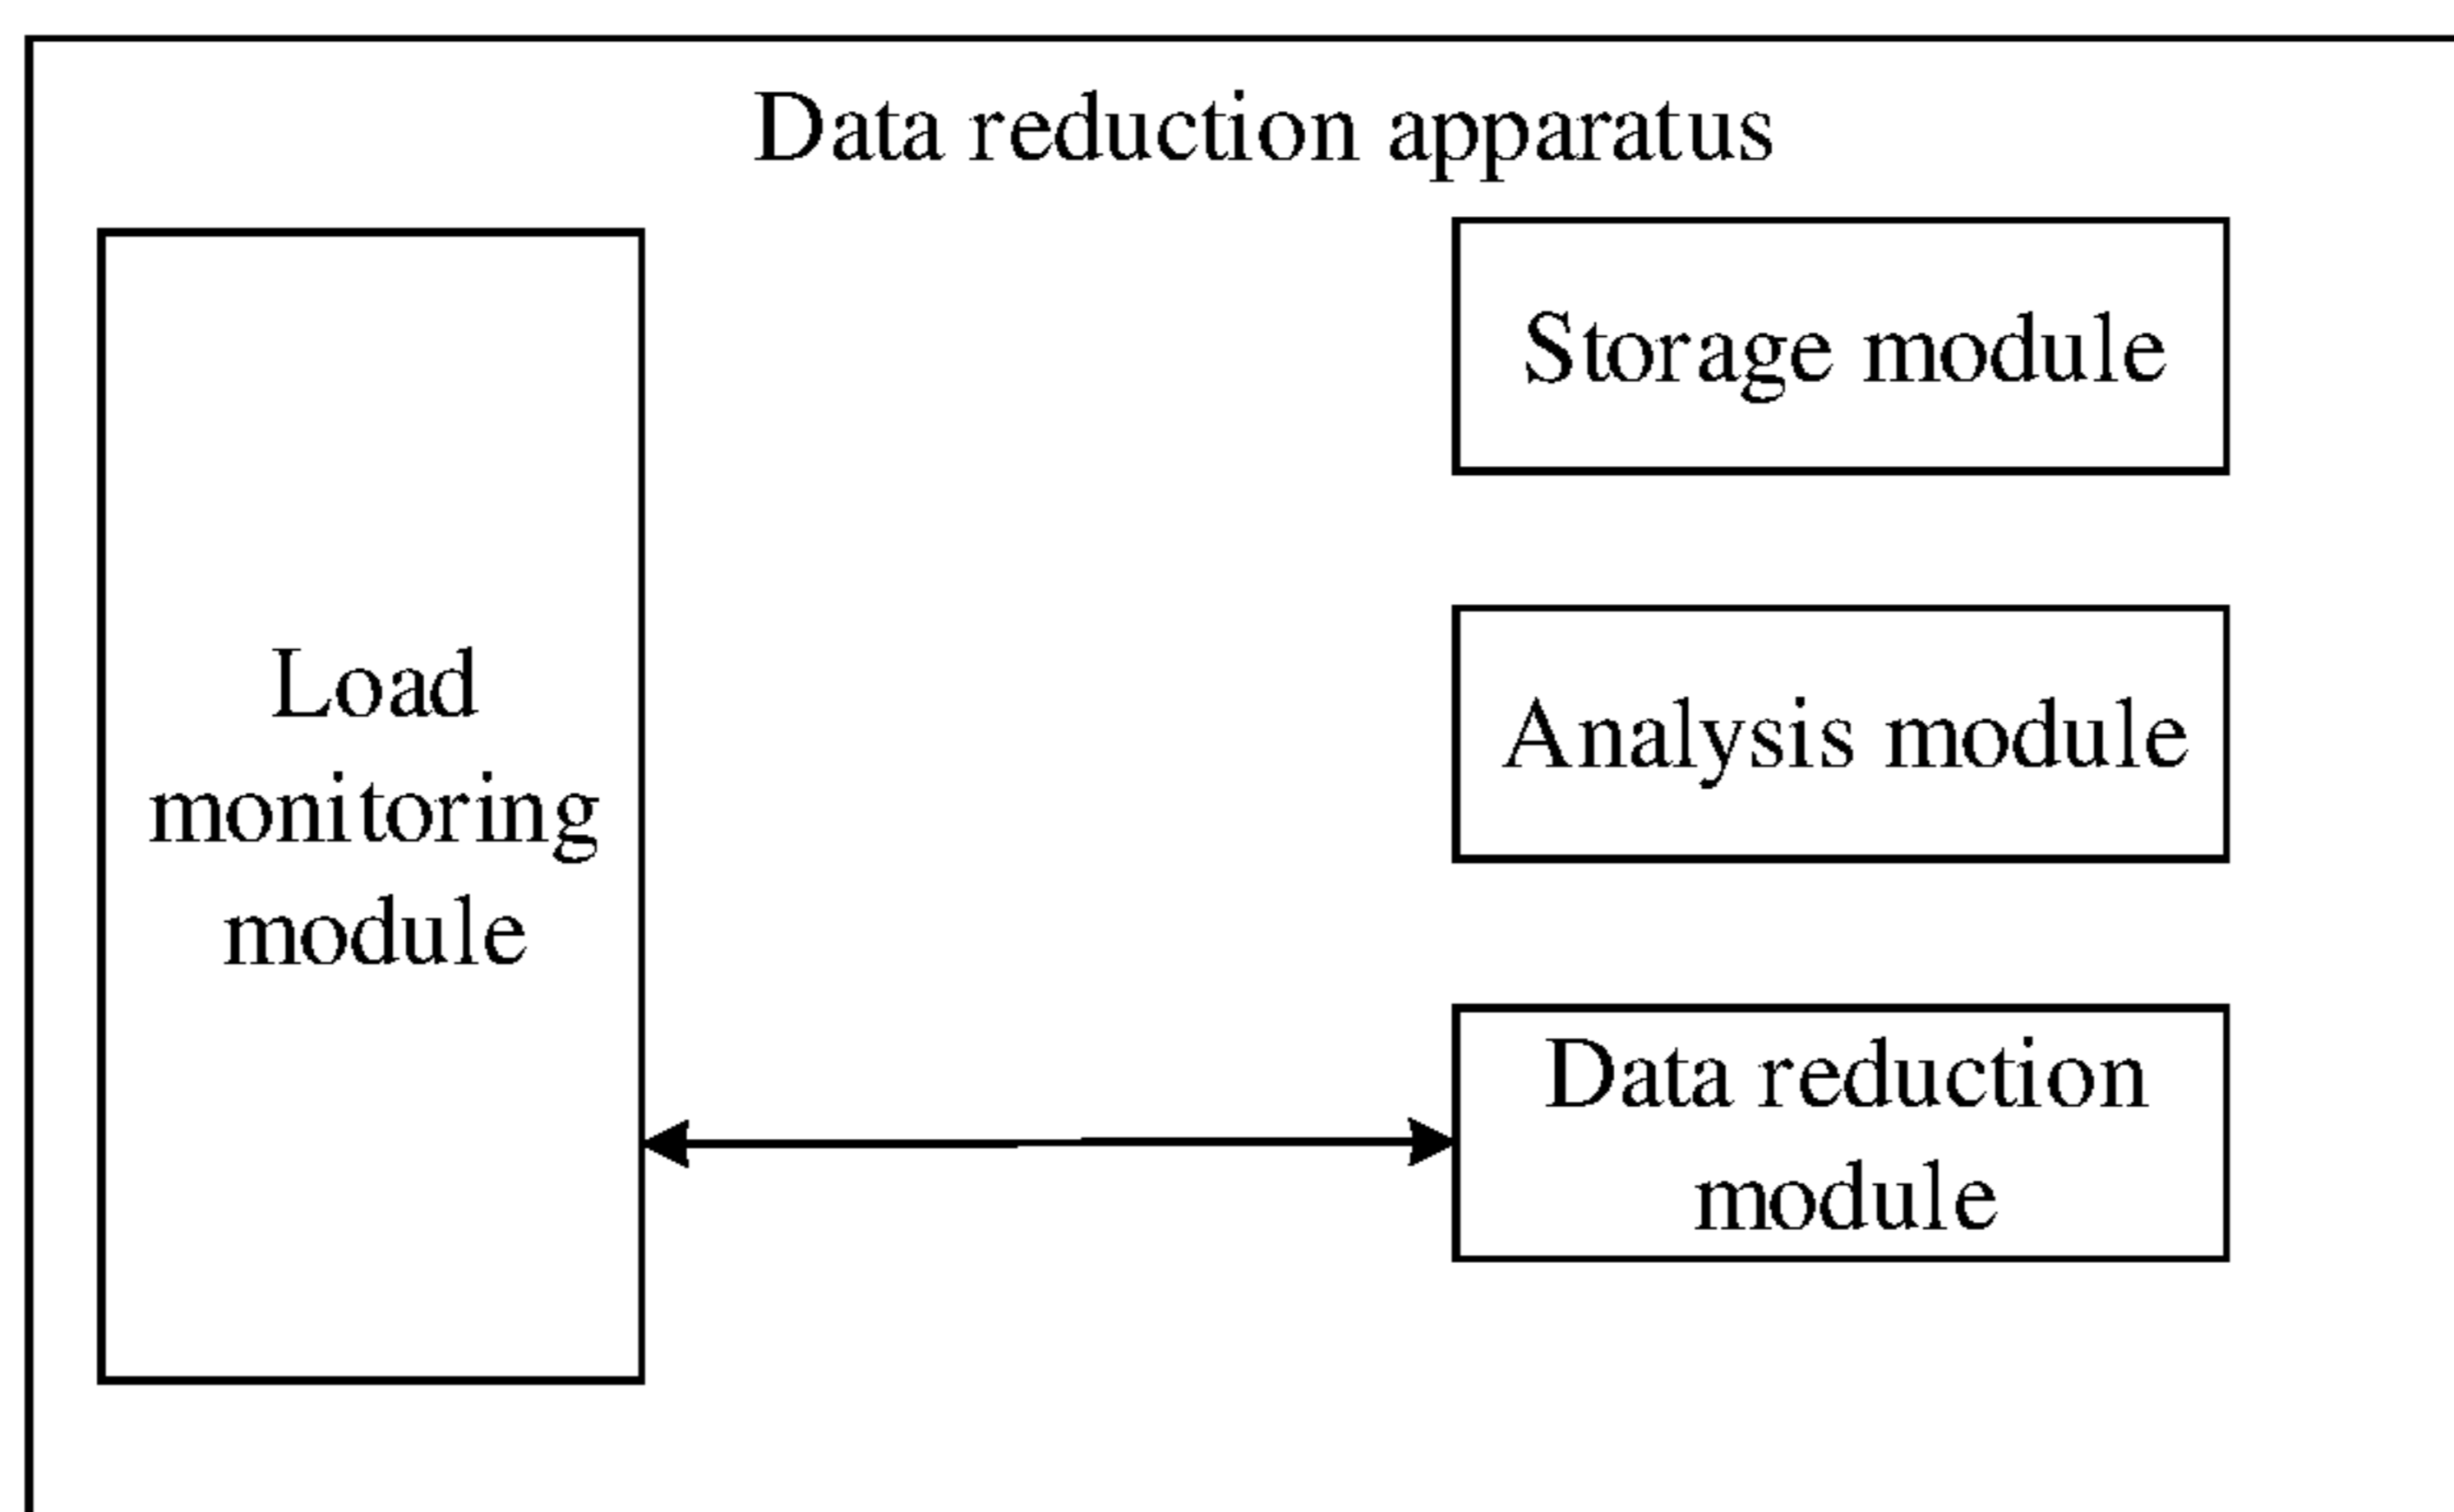 Data reduction apparatus
Load
monitoring
module
Storage module
Analysis module
Data reduction
module